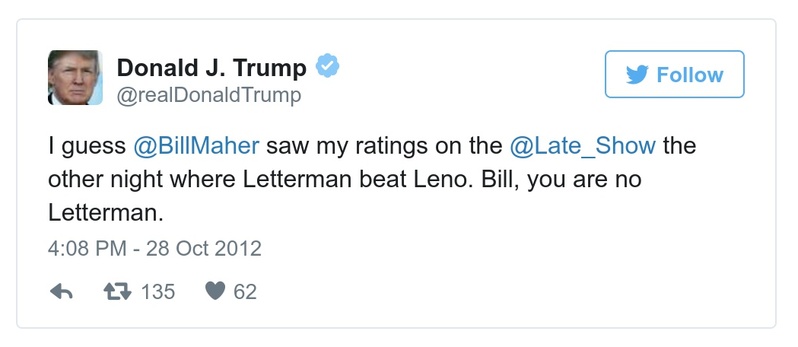 Donald J. Trump
@realDonaldTrump
Follow
I guess @BillMaher saw my ratings on the @Late_Show the
other night where Letterman beat Leno. Bill, you are no
Letterman.
4:08 PM - 28 Oct 2012
135 62